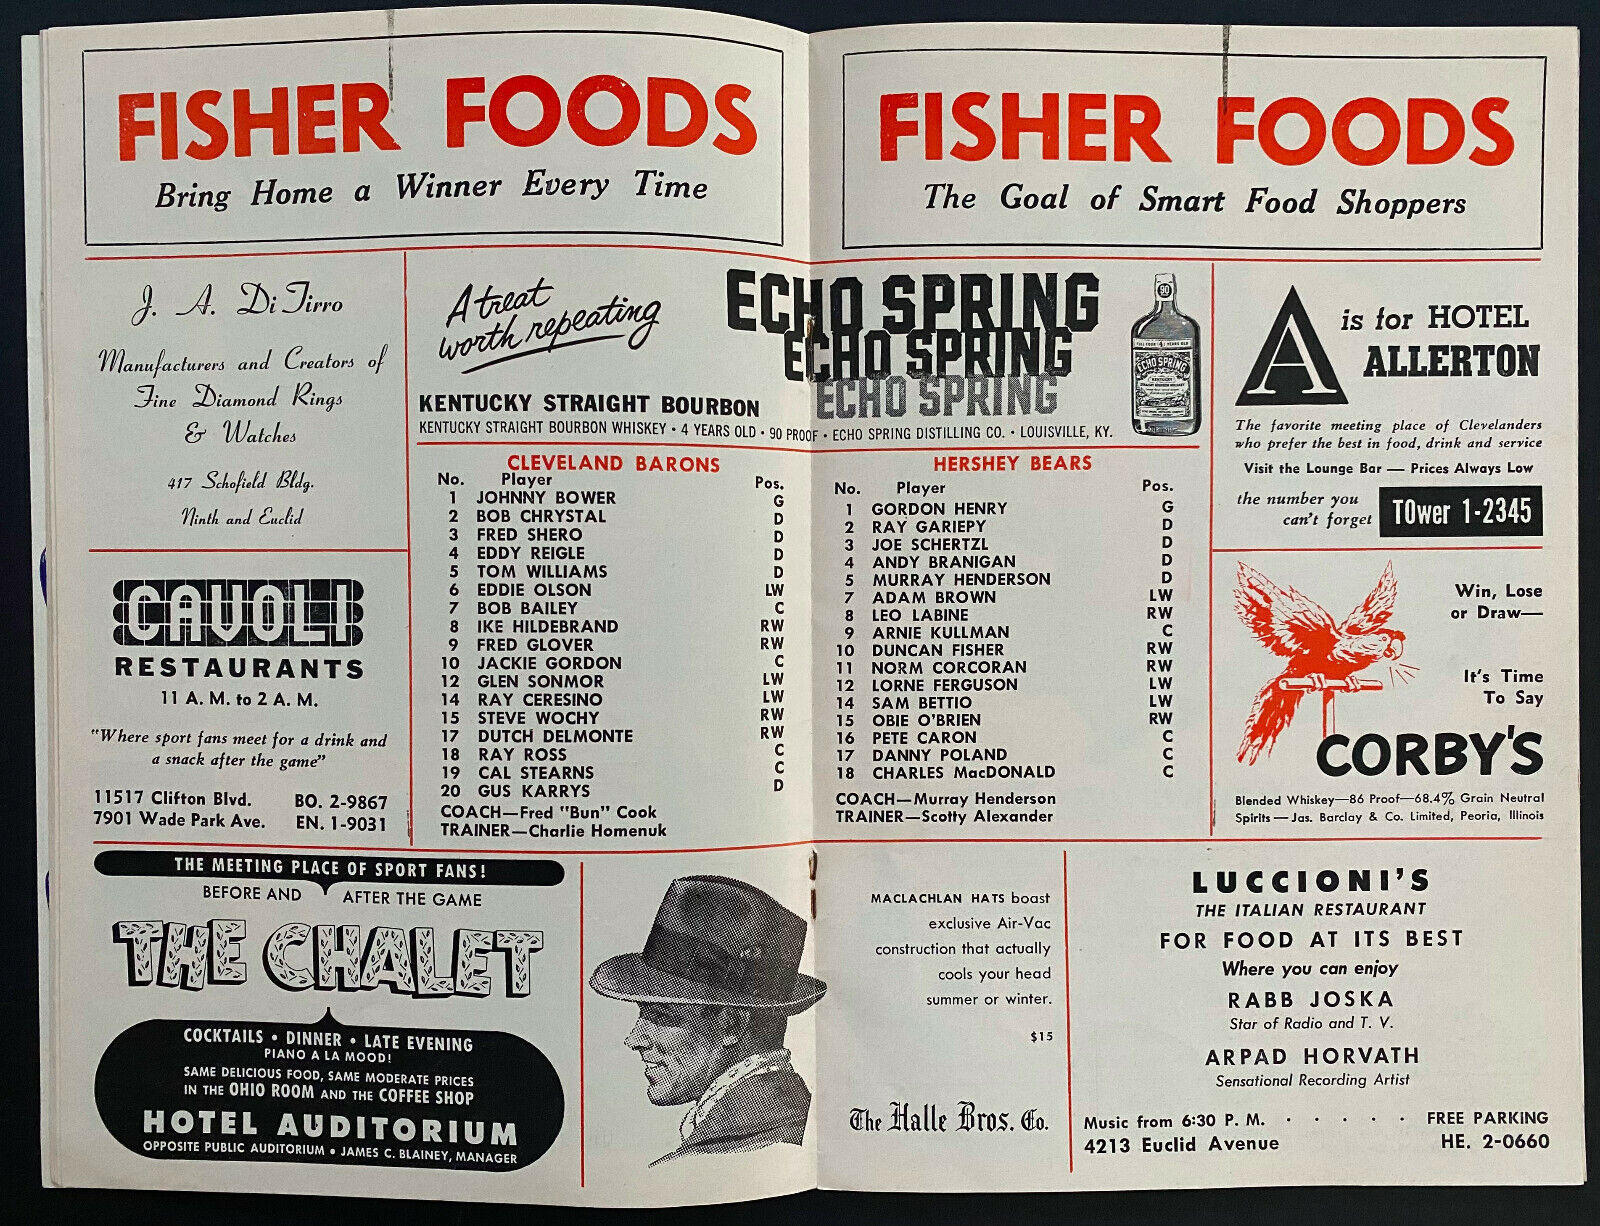 FISHER FOODS
Bring Home a Winner Every Time
FISHER FOODS
The Goal of Smart Food Shoppers
J. A. Di Tirro
Manufacturers and Creators of
Fine Diamond Rings
& Watches
417 Schofield Bldg.
Ninth and Euclid
A treat
worth repeating
ECHO SPRING
ECHO SPRING
ECHO SPRING
KENTUCKY STRAIGHT BOURBON
KENTUCKY STRAIGHT BOURBON WHISKEY • 4 YEARS OLD • 90 PROOF • ECHO SPRING DISTILLING CO. • LOUISVILLE, KY.
90
ECHO SPRING
KENTUCKY
A
is for HOTEL
ALLERTON
The favorite meeting place of Clevelanders
who prefer the best in food, drink and service
Visit the Lounge Bar — Prices Always Low
the number you
can't forget
TOwer 1-2345
CAVOLI
RESTAURANTS
11 A. M. to 2 A. M.
"Where sport fans meet for a drink and
a snack after the game"
11517 Clifton Blvd. BO. 2-9867
7901 Wade Park Ave. EN. 1-9031
CLEVELAND BARONS
No. Player Pos.
1 JOHNNY BOWER G
2 BOB CHRYSTAL D
3 FRED SHERO D
4 EDDY REIGLE D
5 TOM WILLIAMS D
6 EDDIE OLSON LW
7 BOB BAILEY C
8 IKE HILDEBRAND RW
9 FRED GLOVER RW
10 JACKIE GORDON C
12 GLEN SONMOR LW
14 RAY CERESINO LW
15 STEVE WOCHY RW
17 DUTCH DELMONTE RW
18 RAY ROSS C
19 CAL STEARNS C
20 GUS KARRYS D
COACH—Fred "Bun" Cook
TRAINER—Charlie Homenuk
HERSHEY BEARS
No. Player Pos.
1 GORDON HENRY G
2 RAY GARIEPY D
3 JOE SCHERTZL D
4 ANDY BRANIGAN D
5 MURRAY HENDERSON D
7 ADAM BROWN LW
8 LEO LABINE RW
9 ARNIE KULLMAN C
10 DUNCAN FISHER RW
11 NORM CORCORAN RW
12 LORNE FERGUSON LW
14 SAM BETTIO LW
15 OBIE O'BRIEN RW
16 PETE CARON C
17 DANNY POLAND C
18 CHARLES MacDONALD C
COACH—Murray Henderson
TRAINER—Scotty Alexander
Win, Lose
or Draw—
It's Time
To Say
CORBY'S
Blended Whiskey—86 Proof—68.4% Grain Neutral
Spirits — Jas. Barclay & Co. Limited, Peoria, Illinois
THE MEETING PLACE OF SPORT FANS!
BEFORE AND AFTER THE GAME
THE CHALET
COCKTAILS • DINNER • LATE EVENING
PIANO A LA MOOD!
SAME DELICIOUS FOOD, SAME MODERATE PRICES
IN THE OHIO ROOM AND THE COFFEE SHOP
HOTEL AUDITORIUM
OPPOSITE PUBLIC AUDITORIUM • JAMES C. BLAINEY, MANAGER
MACLACHLAN HATS boast
exclusive Air-Vac
construction that actually
cools your head
summer or winter.
$15
The Halle Bros. Co.
LUCCIONI'S
THE ITALIAN RESTAURANT
FOR FOOD AT ITS BEST
Where you can enjoy
RABB JOSKA
Star of Radio and T. V.
ARPAD HORVATH
Sensational Recording Artist
Music from 6:30 P. M. · · · · · FREE PARKING
4213 Euclid Avenue HE. 2-0660